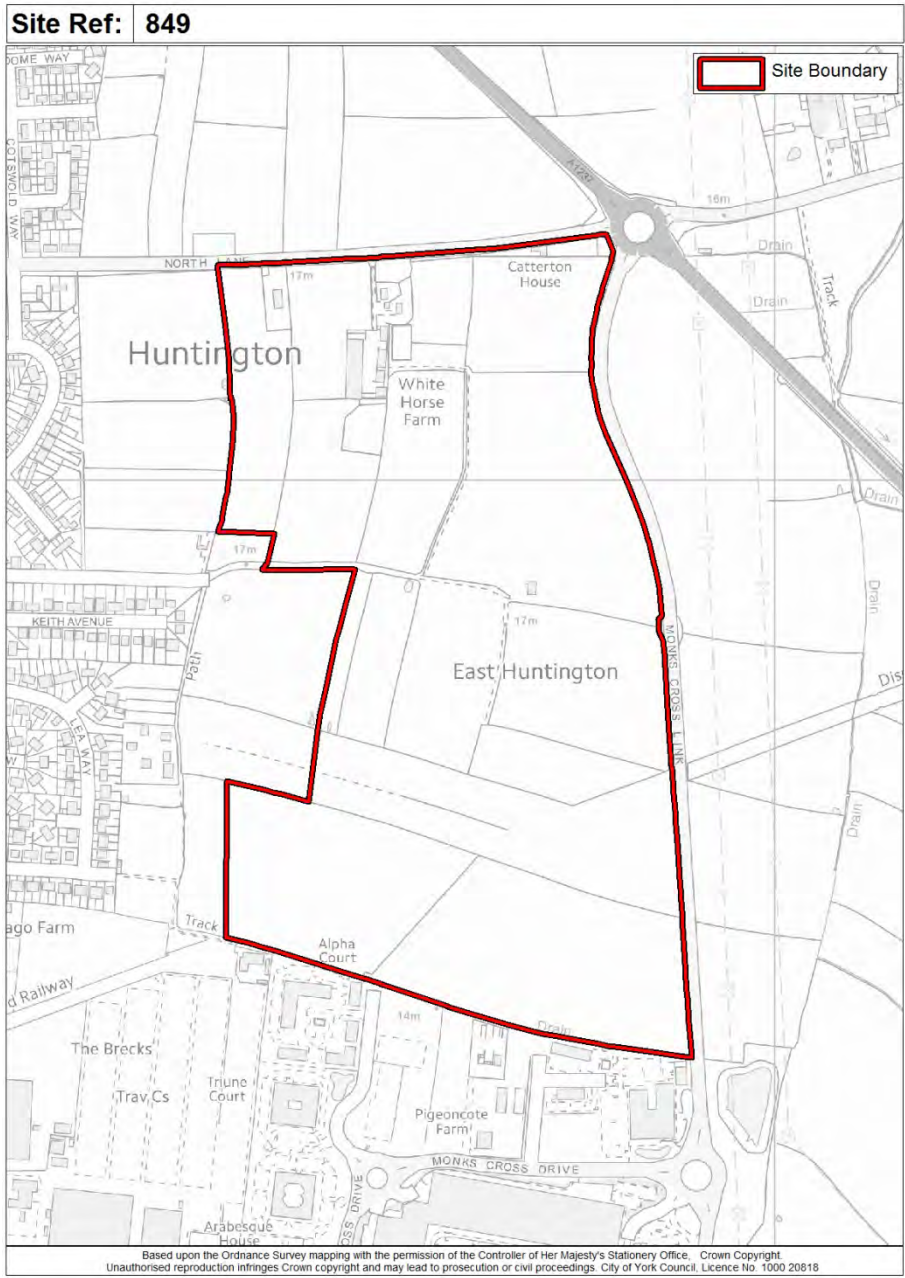 Site Ref: 849
Site Boundary
DOME WAY
COTSWOLD WAY
A1237
16m
NORTH LANE
17m
Catterton
House
Drain
Track
Drain
Huntington
White
Horse
Farm
Drain
17m
KEITH AVENUE
Path
17m
Drain
East Huntington
MONKS CROSS LINK
Dis
LEA WAY
W
Drain
ago Farm
Track
Alpha
Court
d Railway
14m
Drain
The Brecks
Trav Cs
Triune
Court
Pigeoncote
Farm
MONKS CROSS DRIVE
OSS DRIVE
Arabesque
House
Based upon the Ordnance Survey mapping with the permission of the Controller of Her Majesty's Stationery Office, Crown Copyright.
Unauthorised reproduction infringes Crown copyright and may lead to prosecution or civil proceedings. City of York Council, Licence No. 1000 20818